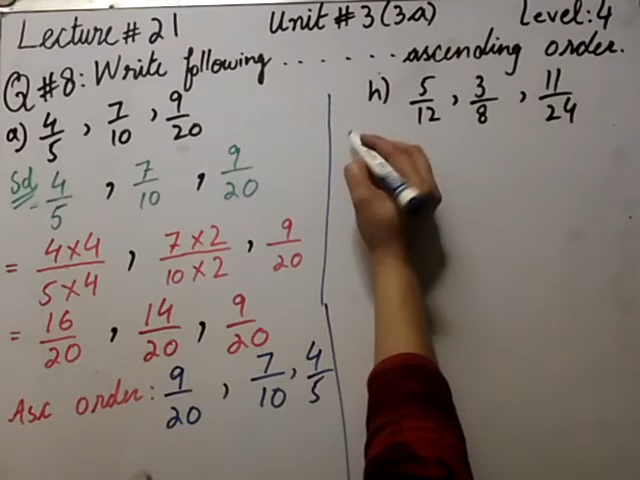 Lecture # 21 Unit # 3 (3a) Level: 4
Q # 8: Write following . . . . . . ascending order.
a) 4/5 , 7/10 , 9/20
Sol 4/5 , 7/10 , 9/20
= 4×4/5×4 , 7×2/10×2 , 9/20
= 16/20 , 14/20 , 9/20
Asc order: 9/20 , 7/10 , 4/5
h) 5/12 , 3/8 , 11/24